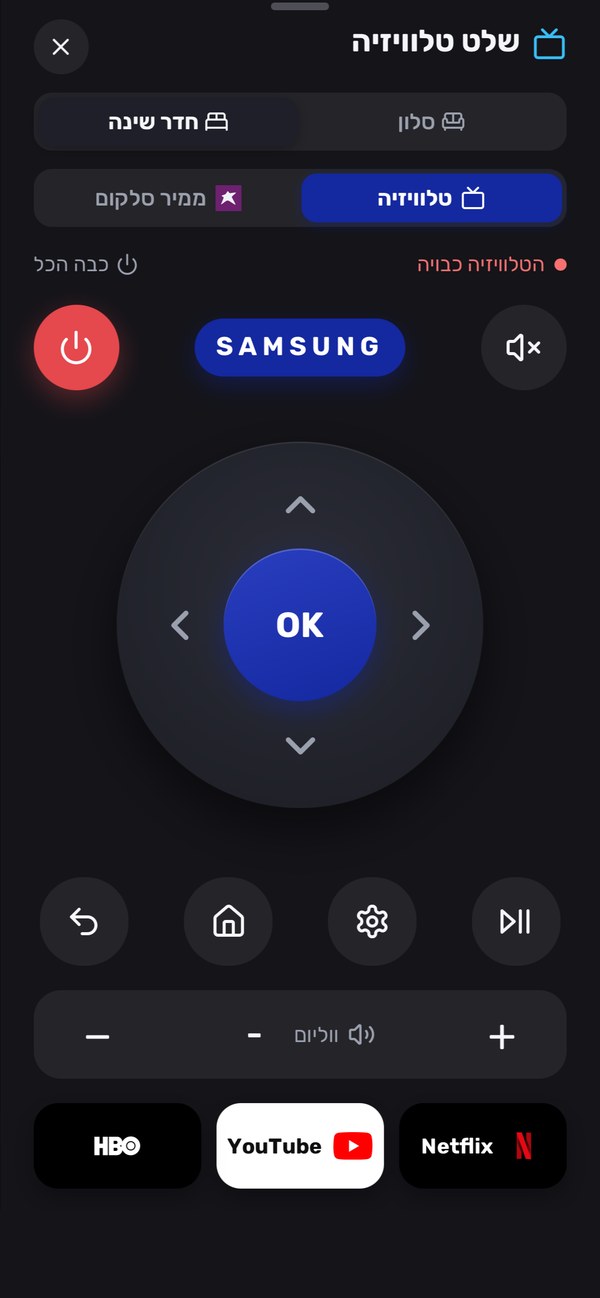 שלט טלוויזיה
סלון
חדר שינה
טלוויזיה
ממיר סלקום
הטלוויזיה כבויה
כבה הכל
SAMSUNG
OK
+ ווליום - −
Netflix
YouTube
HBO